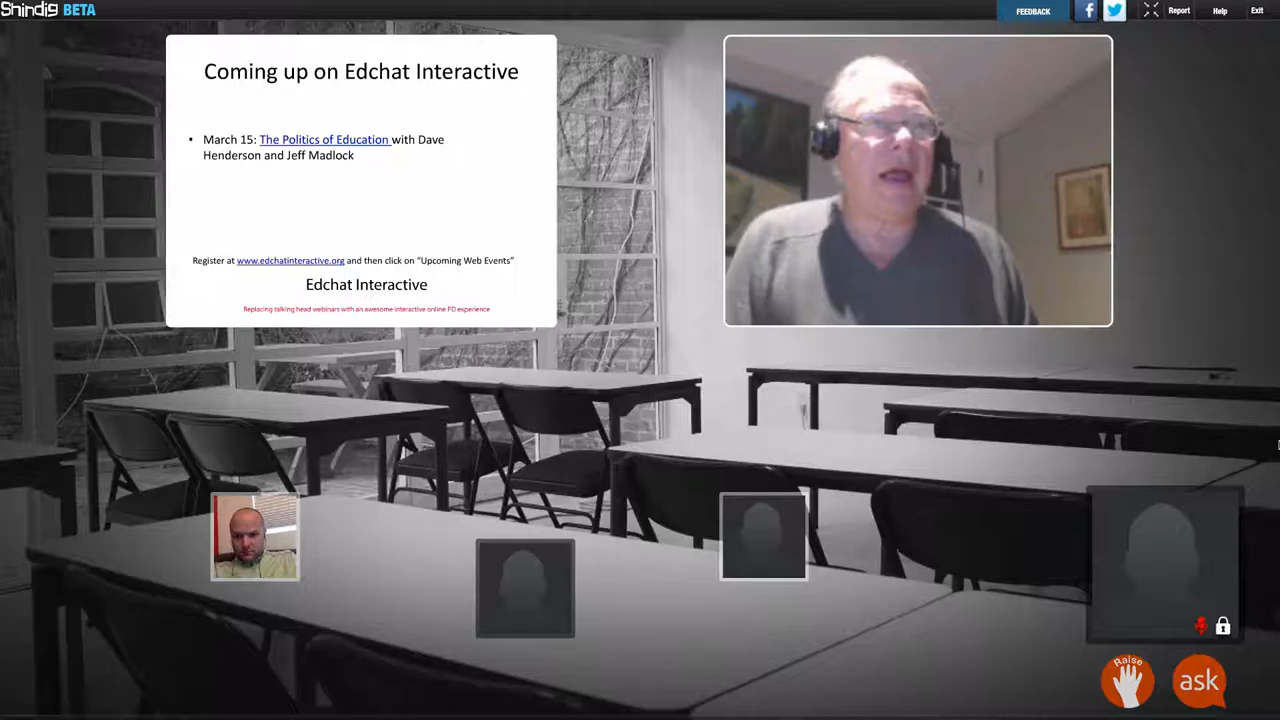 Shindig BETA
FEEDBACK
Report
Help
Exit
Coming up on Edchat Interactive
• March 15: The Politics of Education with Dave
Henderson and Jeff Madlock
Register at www.edchatinteractive.org and then click on “Upcoming Web Events”
Edchat Interactive
Replacing talking head webinars with an awesome interactive online PD experience
Raise
ask